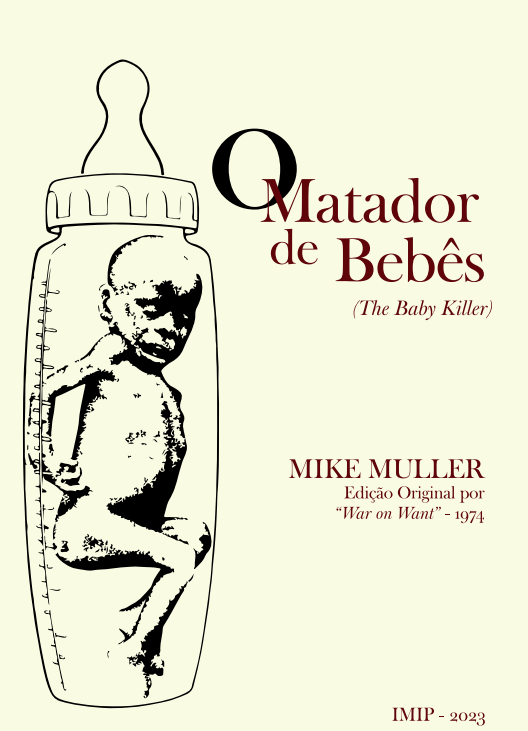 O
Matador
de Bebês
(The Baby Killer)
MIKE MULLER
Edição Original por
“War on Want” - 1974
IMIP - 2023